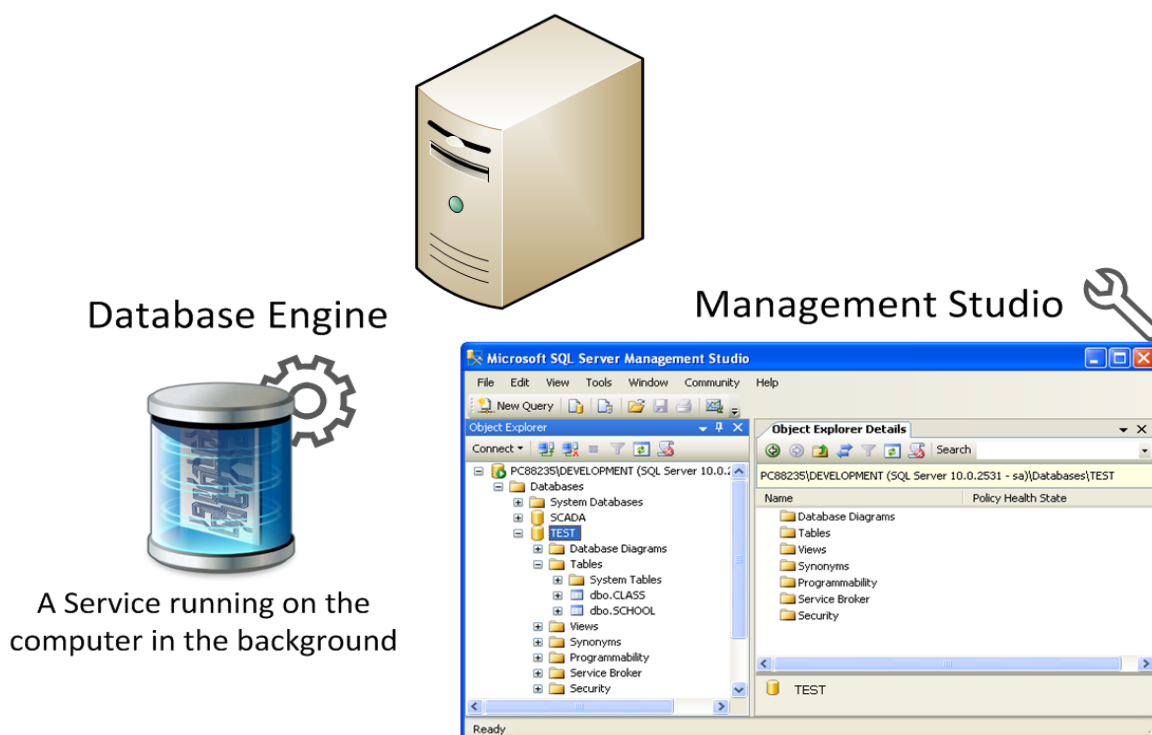 Database Engine
Management Studio
A Service running on the
computer in the background
Microsoft SQL Server Management Studio
File Edit View Tools Window Community Help
New Query
Object Explorer
Connect
PC88235\DEVELOPMENT (SQL Server 10.0.2
Databases
System Databases
SCADA
TEST
Database Diagrams
Tables
System Tables
dbo.CLASS
dbo.SCHOOL
Views
Synonyms
Programmability
Service Broker
Security
Object Explorer Details
Search
PC88235\DEVELOPMENT (SQL Server 10.0.2531 - sa)\Databases\TEST
Name Policy Health State
Database Diagrams
Tables
Views
Synonyms
Programmability
Service Broker
Security
TEST
Ready